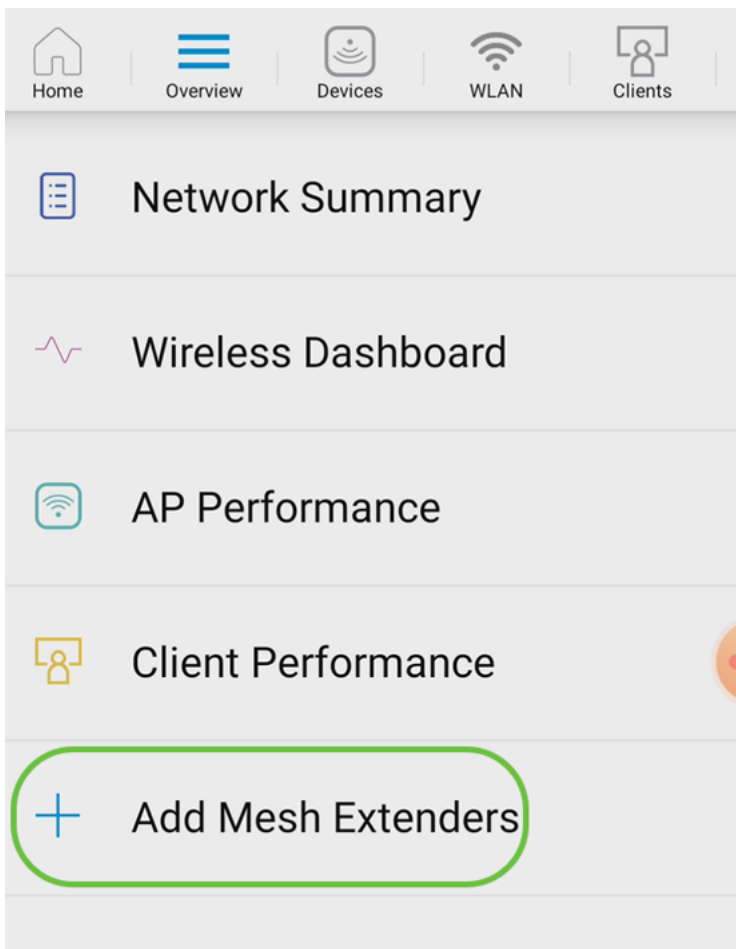 Home Overview Devices WLAN Clients
Network Summary
Wireless Dashboard
AP Performance
Client Performance
Add Mesh Extenders